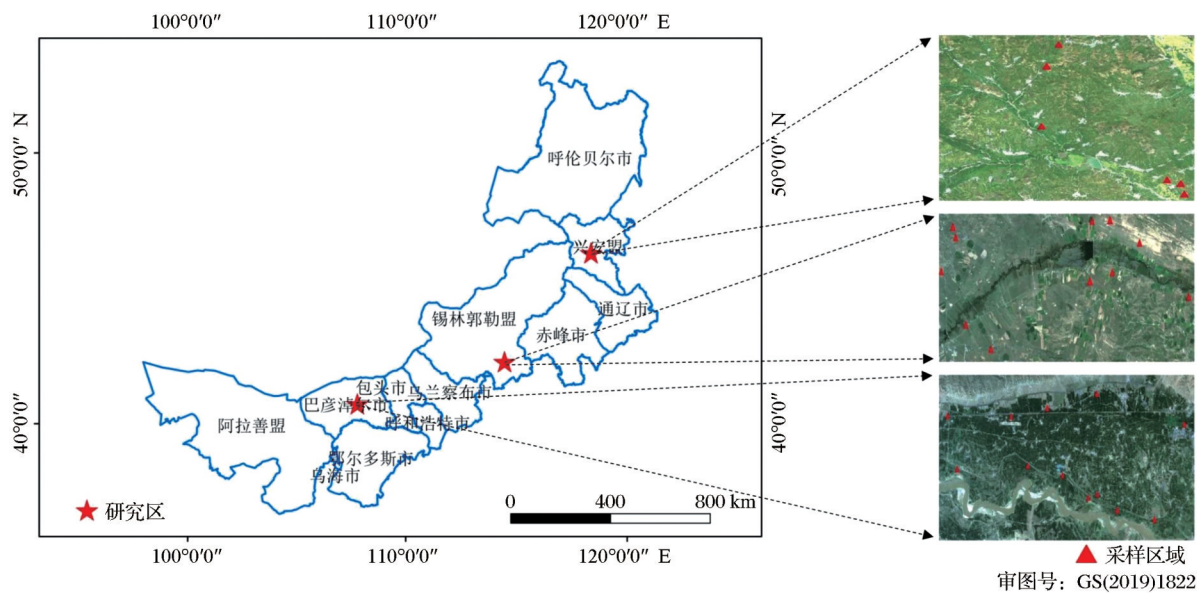 100°0′0″ 110°0′0″ 120°0′0″ E
50°0′0″ N
50°0′0″ N
呼伦贝尔市
兴安盟
通辽市
锡林郭勒盟
赤峰市
包头市
乌兰察布市
巴彦淖尔市
呼和浩特市
阿拉善盟
鄂尔多斯市
乌海市
40°0′0″
40°0′0″
0 400 800 km
研究区
100°0′0″ 110°0′0″ 120°0′0″ E
采样区域
审图号：GS(2019)1822